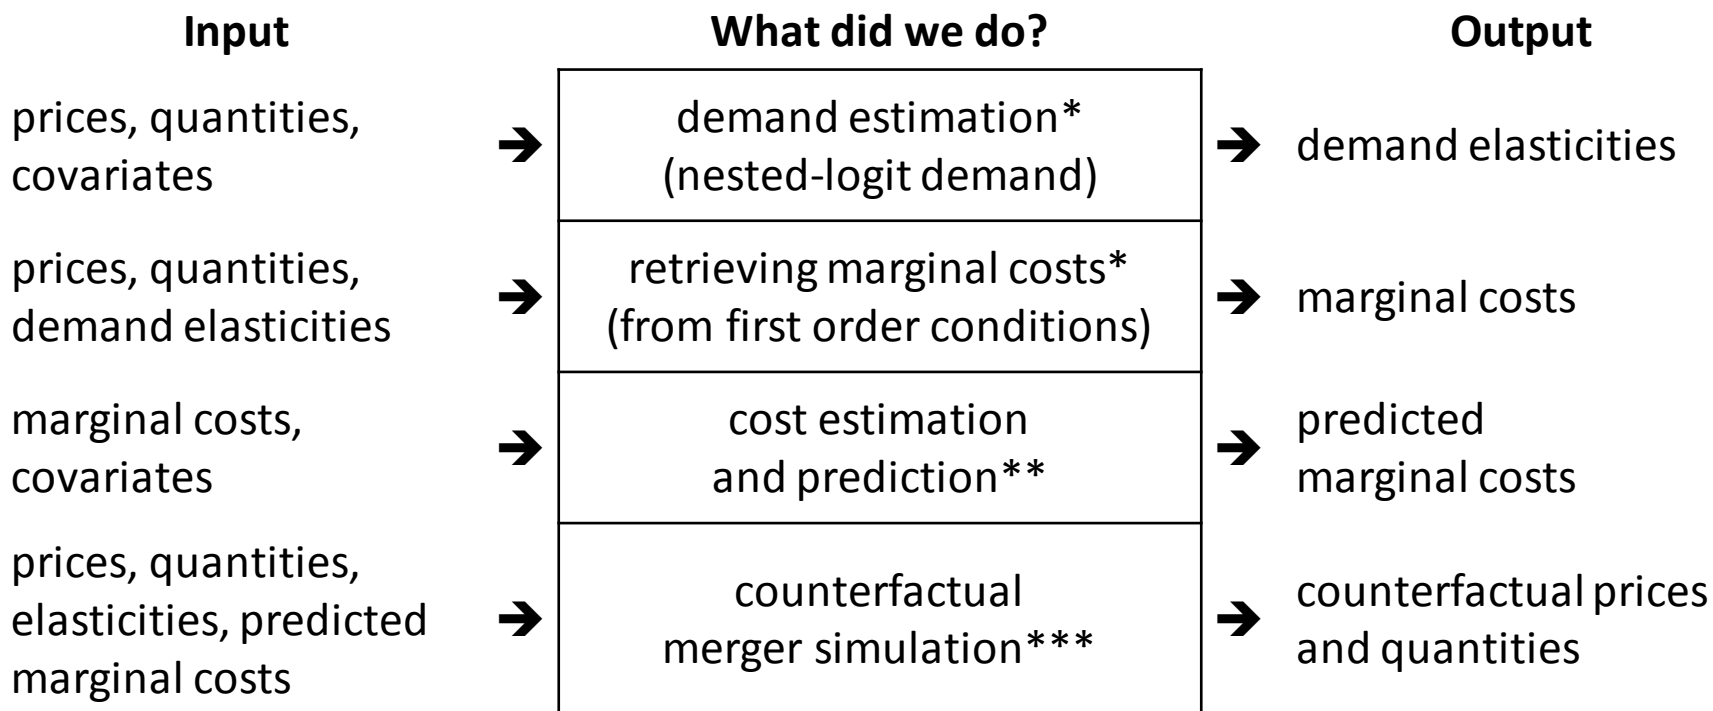 Input
What did we do?
Output
prices, quantities,
covariates
➔
demand estimation*
(nested-logit demand)
➔
demand elasticities
prices, quantities,
demand elasticities
➔
retrieving marginal costs*
(from first order conditions)
➔
marginal costs
marginal costs,
covariates
➔
cost estimation
and prediction**
➔
predicted
marginal costs
prices, quantities,
elasticities, predicted
marginal costs
➔
counterfactual
merger simulation***
➔
counterfactual prices
and quantities